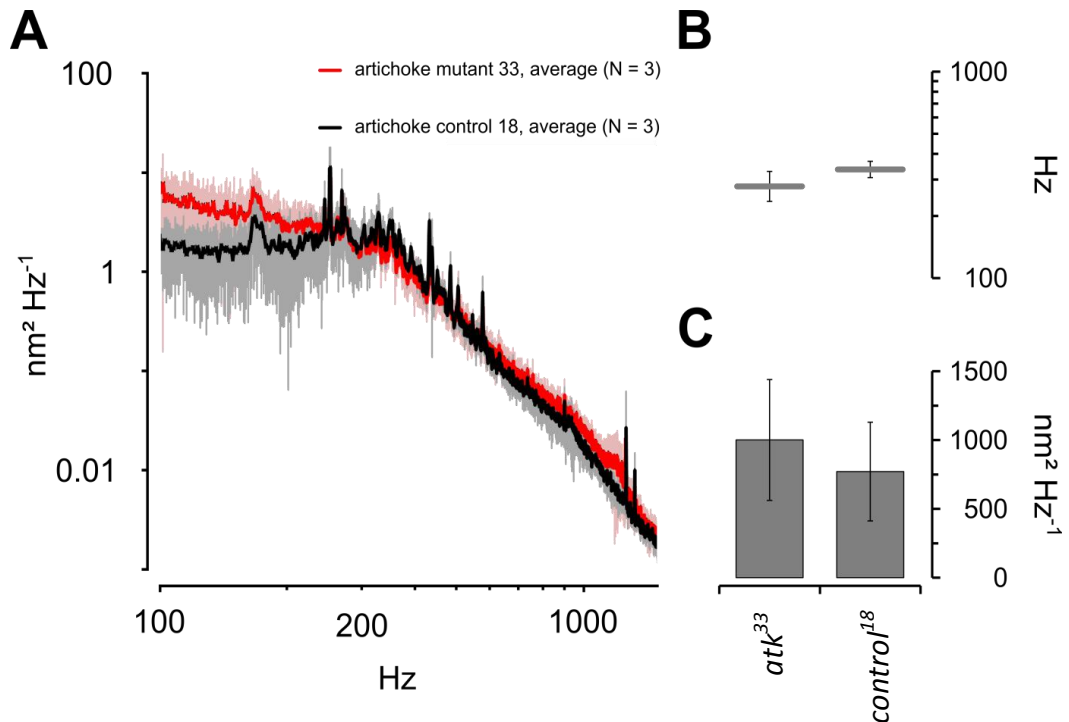 A
B
artichoke mutant 33, average (N = 3)
artichoke control 18, average (N = 3)
100
1
0.01
nm² Hz⁻¹
100
200
1000
Hz
1000
100
Hz
C
1500
1000
500
0
nm² Hz⁻¹
atk³³
control¹⁸